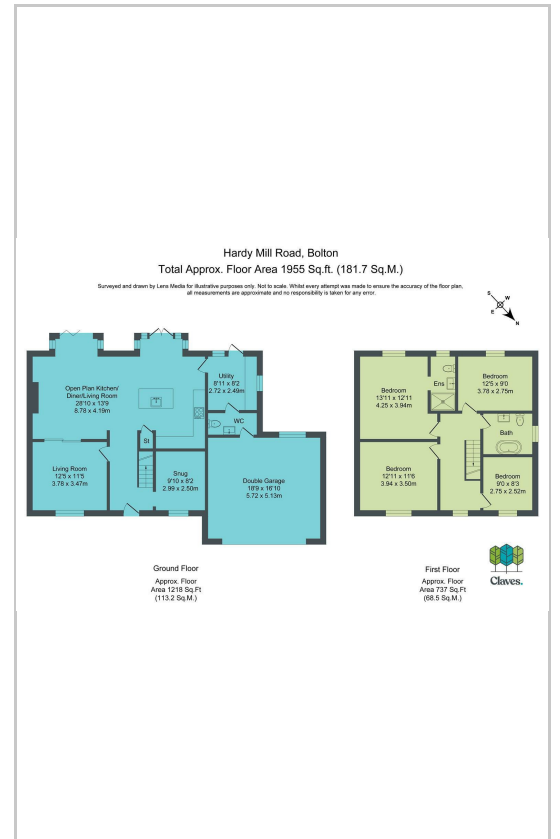 Hardy Mill Road, Bolton
Total Approx. Floor Area 1955 Sq.ft. (181.7 Sq.M.)
Surveyed and drawn by Lens Media for illustrative purposes only. Not to scale. Whilst every attempt was made to ensure the accuracy of the floor plan,
all measurements are approximate and no responsibility is taken for any error.
S
W
E
N
Open Plan Kitchen/
Diner/Living Room
28'10 x 13'9
8.78 x 4.19m
Utility
8'11 x 8'2
2.72 x 2.49m
WC
St
Living Room
12'5 x 11'5
3.78 x 3.47m
Snug
9'10 x 8'2
2.99 x 2.50m
Double Garage
18'9 x 16'10
5.72 x 5.13m
Ground Floor
Approx. Floor
Area 1218 Sq.Ft
(113.2 Sq.M.)
Bedroom
13'11 x 12'11
4.25 x 3.94m
Ens
Bedroom
12'5 x 9'0
3.78 x 2.75m
Bath
Bedroom
12'11 x 11'6
3.94 x 3.50m
Bedroom
9'0 x 8'3
2.75 x 2.52m
First Floor
Approx. Floor
Area 737 Sq.Ft
(68.5 Sq.M.)
Claves.